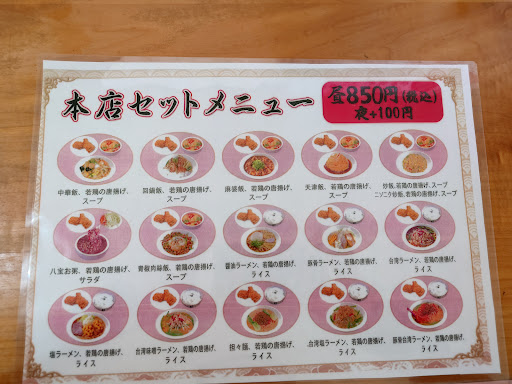 本店セットメニュー
昼850円(税込)
夜+100円
中華飯、若鶏の唐揚げ、
スープ
回鍋飯、若鶏の唐揚げ、
スープ
麻婆飯、若鶏の唐揚げ、
スープ
天津飯、若鶏の唐揚げ、
スープ
炒飯、若鶏の唐揚げ、スープ
ニンニク炒飯、若鶏の唐揚げ、スープ
八宝お粥、若鶏の唐揚げ、
サラダ
青椒肉絲飯、若鶏の唐揚げ、
スープ
醤油ラーメン、若鶏の唐揚げ、
ライス
豚骨ラーメン、若鶏の唐揚げ、
ライス
台湾ラーメン、若鶏の唐揚げ、
ライス
塩ラーメン、若鶏の唐揚げ、
ライス
台湾味噌ラーメン、若鶏の唐揚げ、
ライス
担々麺、若鶏の唐揚げ、
ライス
台湾塩ラーメン、若鶏の唐揚げ、
ライス
豚骨台湾ラーメン、若鶏の唐揚げ、
ライス